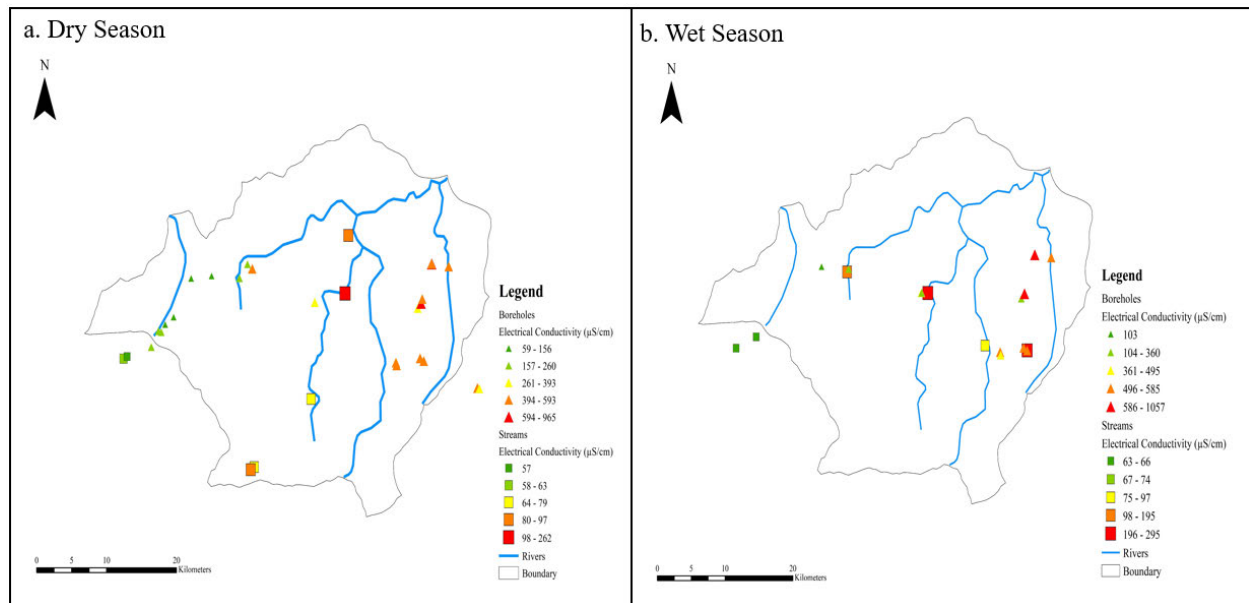 a. Dry Season
N
Legend
Boreholes
Electrical Conductivity (µS/cm)
59 - 156
157 - 260
261 - 393
394 - 593
594 - 965
Streams
Electrical Conductivity (µS/cm)
57
58 - 63
64 - 79
80 - 97
98 - 262
Rivers
Boundary
0 5 10 20
Kilometers
b. Wet Season
N
Legend
Boreholes
Electrical Conductivity (µS/cm)
103
104 - 360
361 - 495
496 - 585
586 - 1057
Streams
Electrical Conductivity (µS/cm)
63 - 66
67 - 74
75 - 97
98 - 195
196 - 295
Rivers
Boundary
0 5 10 20
Kilometers